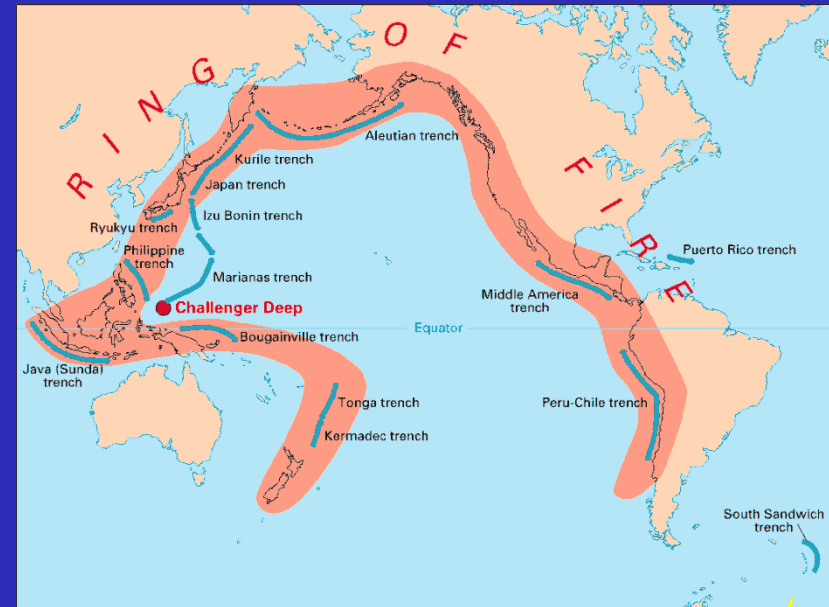 RING OF FIRE
Aleutian trench
Kurile trench
Japan trench
Izu Bonin trench
Ryukyu trench
Philippine
trench
Marianas trench
Challenger Deep
Puerto Rico trench
Middle America
trench
Equator
Bougainville trench
Java (Sunda)
trench
Tonga trench
Kermadec trench
Peru-Chile trench
South Sandwich
trench